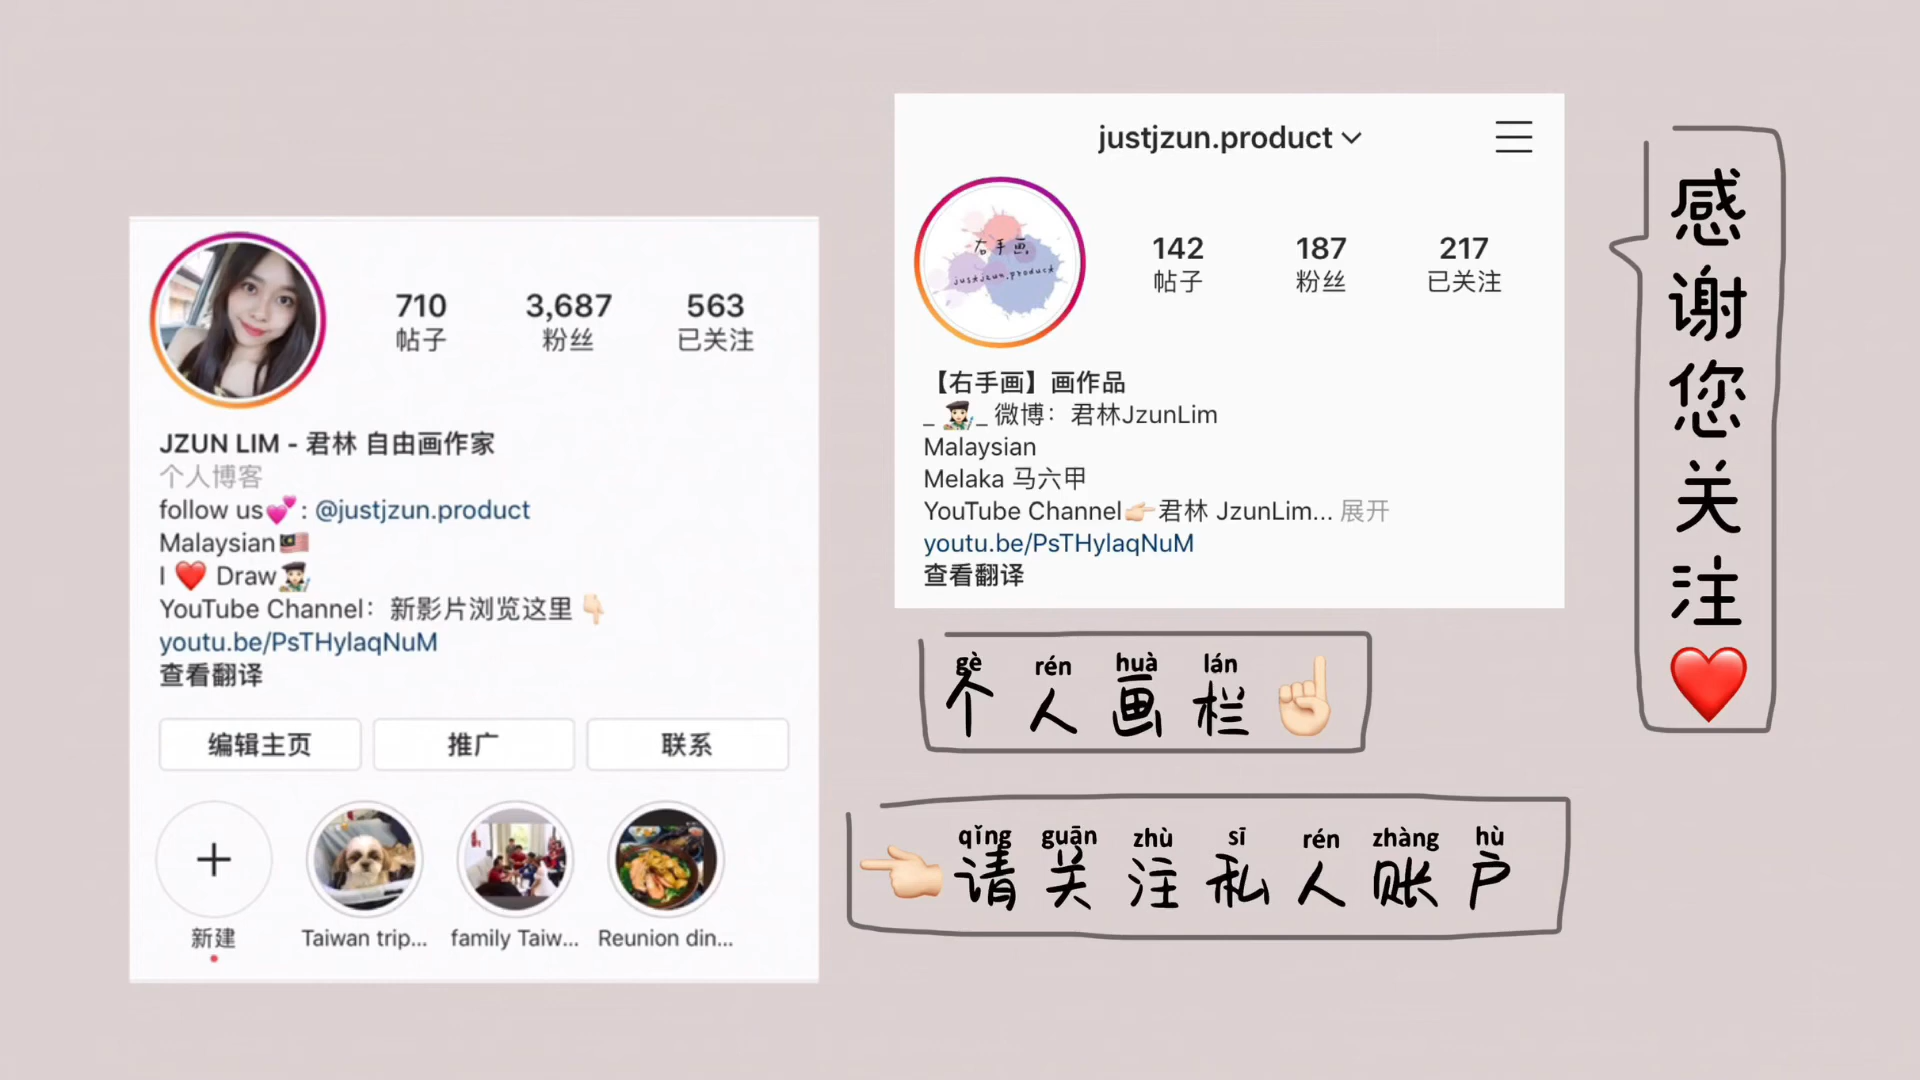 710
3,687
563
帖子
粉丝
已关注
JZUN LIM - 君林 自由画作家
个人博客
follow us💕 : @justjzun.product
Malaysian🇲🇾
I ❤️ Draw👩🏻‍🎨
YouTube Channel：新影片浏览这里👇🏻
youtu.be/PsTHylaqNuM
查看翻译
编辑主页
推广
联系
新建
Taiwan trip...
family Taiw...
Reunion din...
justjzun.product
右手画
justjzun.product
142
187
217
帖子
粉丝
已关注
【右手画】画作品
_👩🏻‍🎨_ 微博：君林JzunLim
Malaysian
Melaka 马六甲
YouTube Channel👉🏻君林 JzunLim... 展开
youtu.be/PsTHylaqNuM
查看翻译
gè rén huà lán
个人画栏☝🏻
qǐng guān zhù sī rén zhàng hù
👈🏻请关注私人账户
感谢您关注❤️